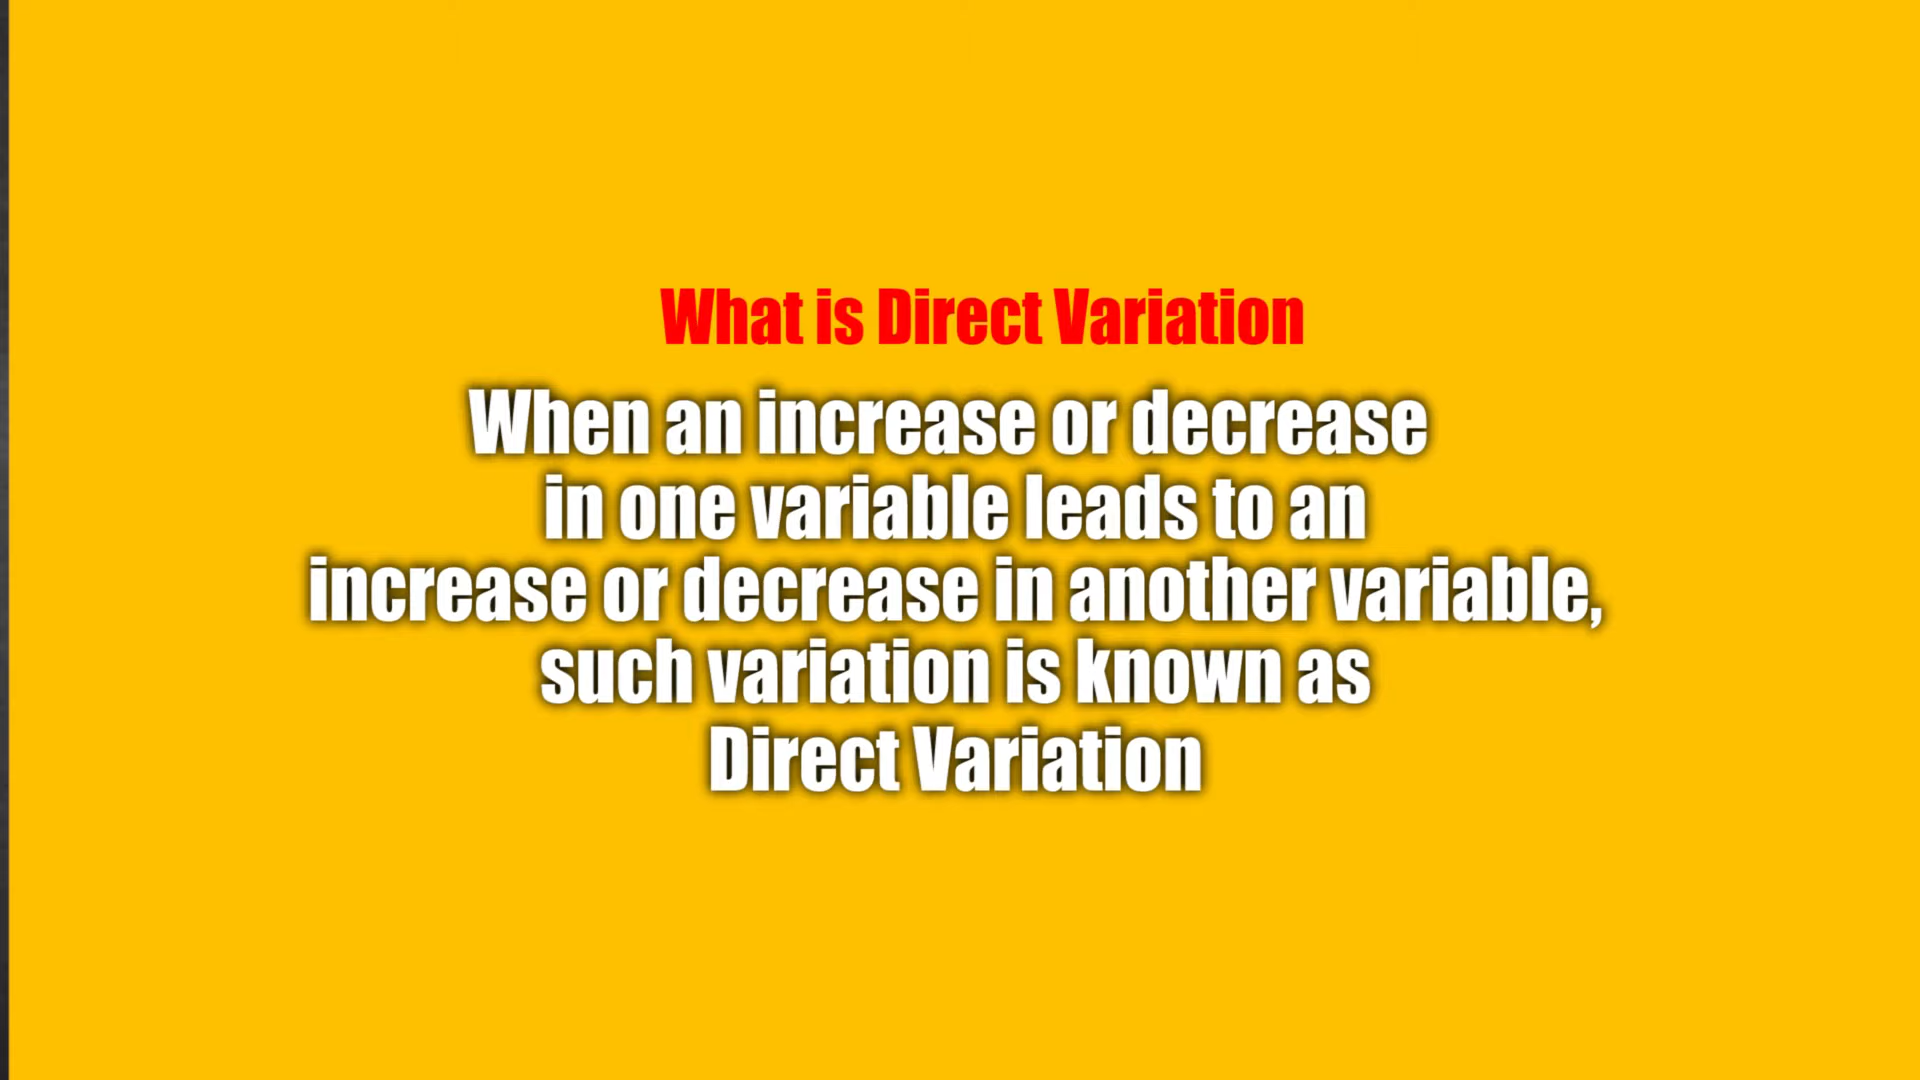 What is Direct Variation
When an increase or decrease
in one variable leads to an
increase or decrease in another variable,
such variation is known as
Direct Variation